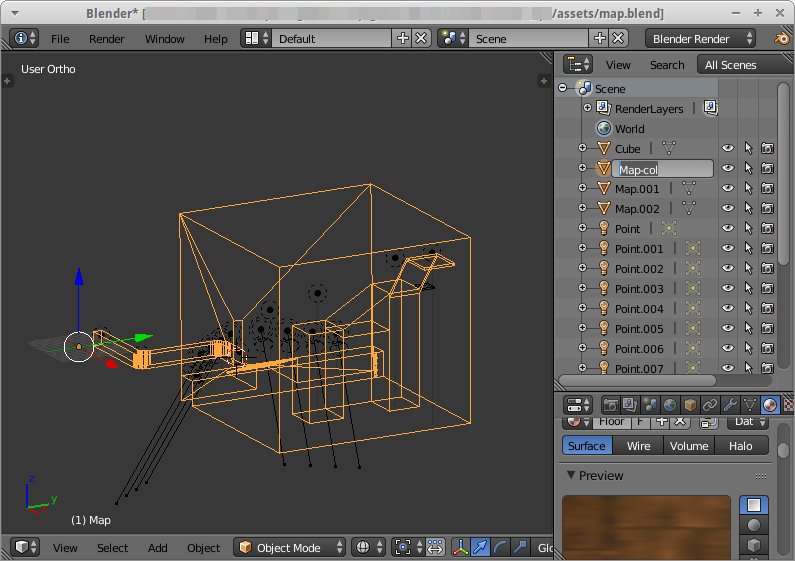 Blender* [ /assets/map.blend]
File Render Window Help Default Scene Blender Render
User Ortho
View Search All Scenes
Scene
RenderLayers
World
Cube
Map-col
Map.001
Map.002
Point
Point.001
Point.002
Point.003
Point.004
Point.005
Point.006
Point.007
Floor F Dat
Surface Wire Volume Halo
Preview
z
y
(1) Map
View Select Add Object Object Mode Glo